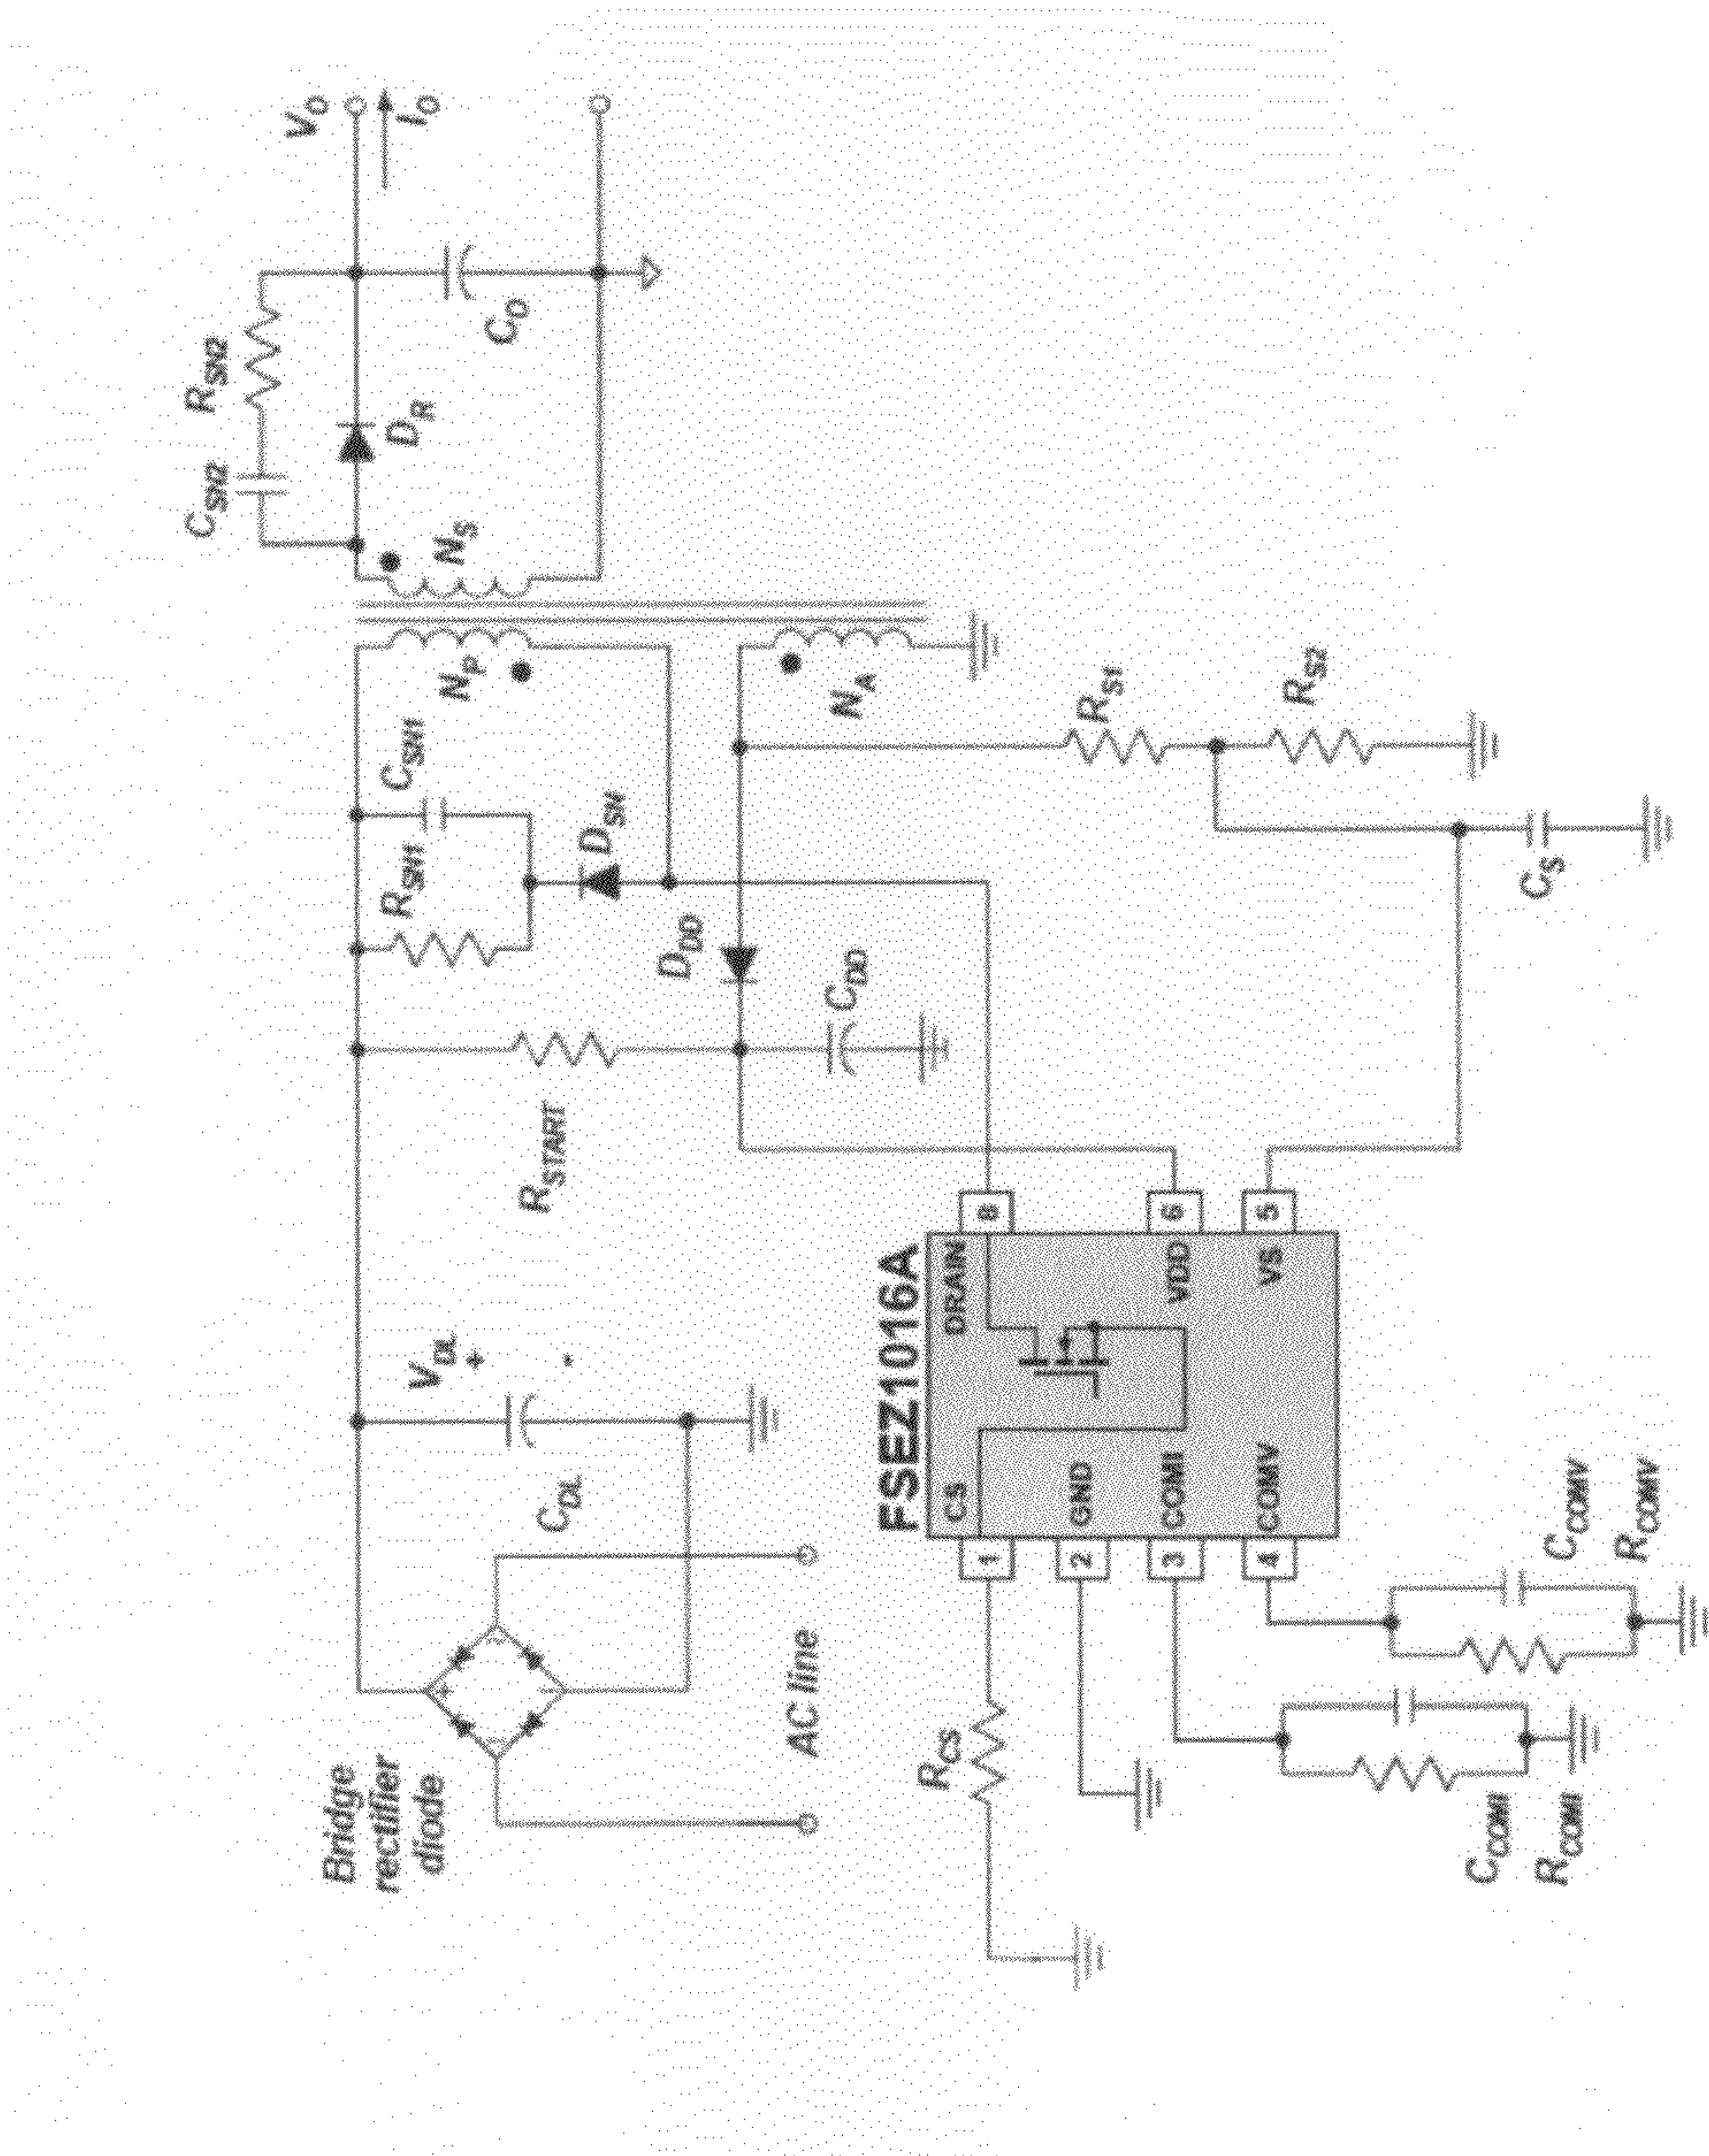 Bridge
rectifier
diode
AC line
C_DL
V_DL
+
-
R_START
R_SN1
C_SN1
D_SN
N_P
N_S
C_SN2
R_SN2
D_R
C_O
V_O
I_O
D_DD
C_DD
N_A
R_S1
R_S2
C_S
FSEZ1016A
CS
DRAIN
GND
COMI
VDD
COMV
VS
1
2
3
4
8
6
5
R_CS
C_COMI
R_COMI
C_COMV
R_COMV